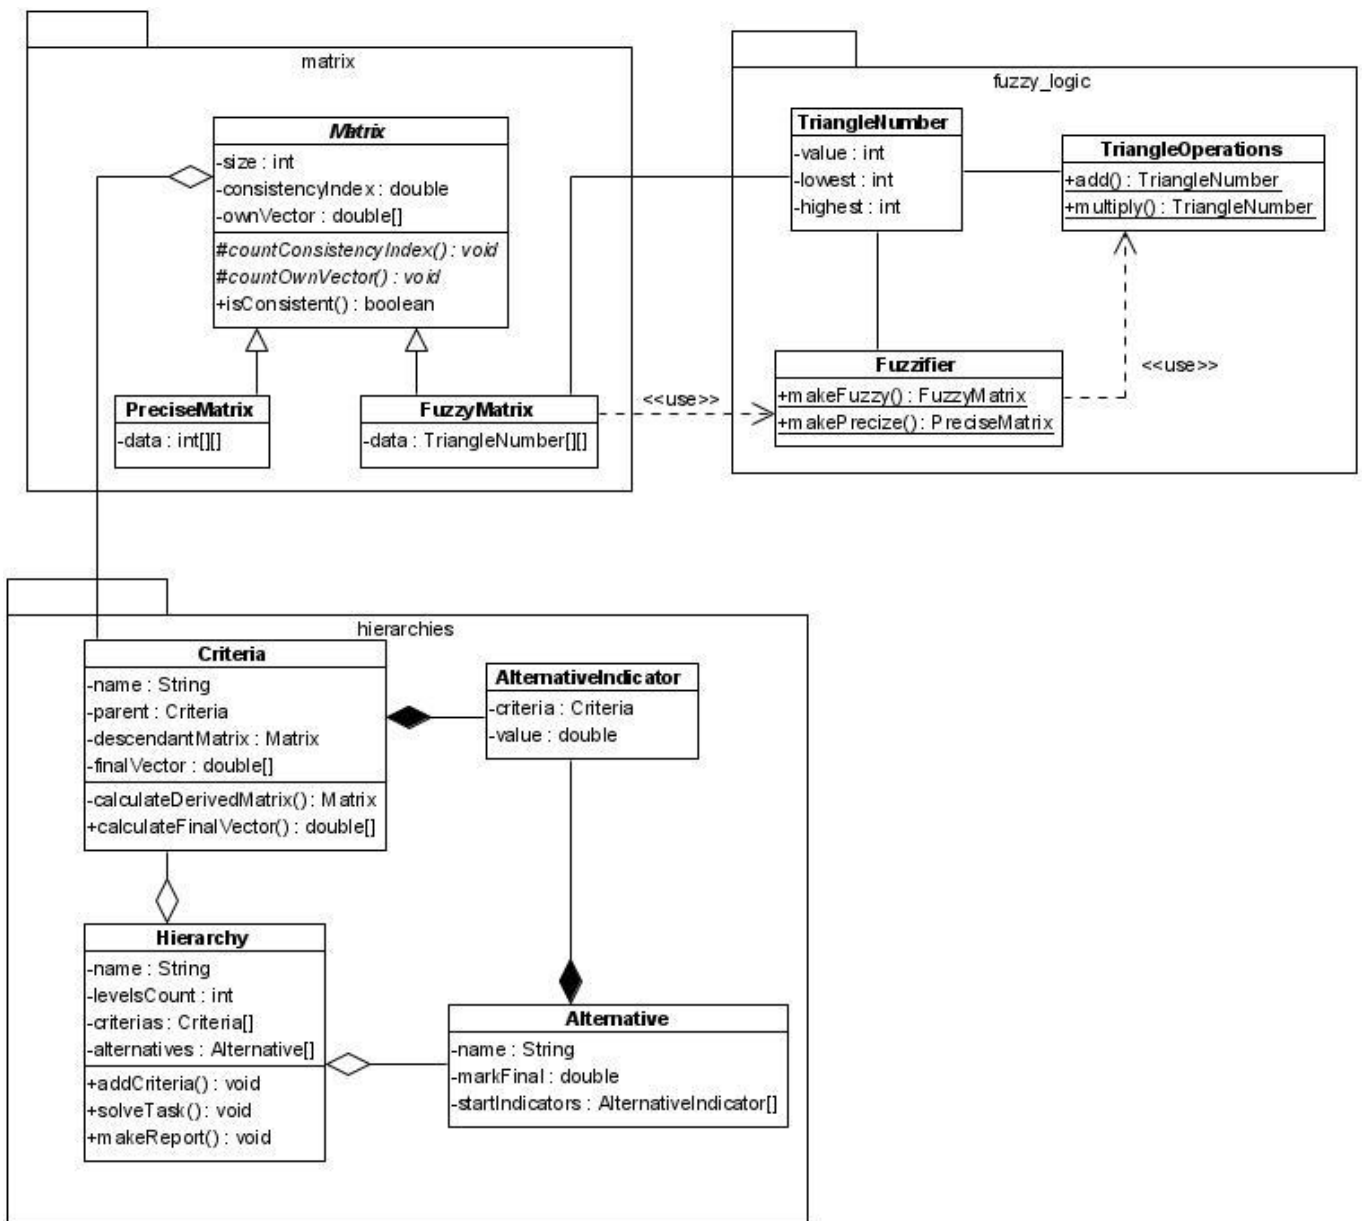 matrix
Matrix
-size : int
-consistencyIndex : double
-ownVector : double[]
#countConsistencyIndex() : void
#countOwnVector() : void
+isConsistent() : boolean
PreciseMatrix
-data : int[][]
FuzzyMatrix
-data : TriangleNumber[][]
<<use>>
fuzzy_logic
TriangleNumber
-value : int
-lowest : int
-highest : int
TriangleOperations
+add() : TriangleNumber
+multiply() : TriangleNumber
<<use>>
Fuzzifier
+makeFuzzy() : FuzzyMatrix
+makePrecize() : PreciseMatrix
hierarchies
Criteria
-name : String
-parent : Criteria
-descendantMatrix : Matrix
-finalVector : double[]
-calculateDerivedMatrix() : Matrix
+calculateFinalVector() : double[]
AlternativeIndicator
-criteria : Criteria
-value : double
Hierarchy
-name : String
-levelsCount : int
-criterias : Criteria[]
-alternatives : Alternative[]
+addCriteria() : void
+solveTask() : void
+makeReport() : void
Alternative
-name : String
-markFinal : double
-startIndicators : AlternativeIndicator[]